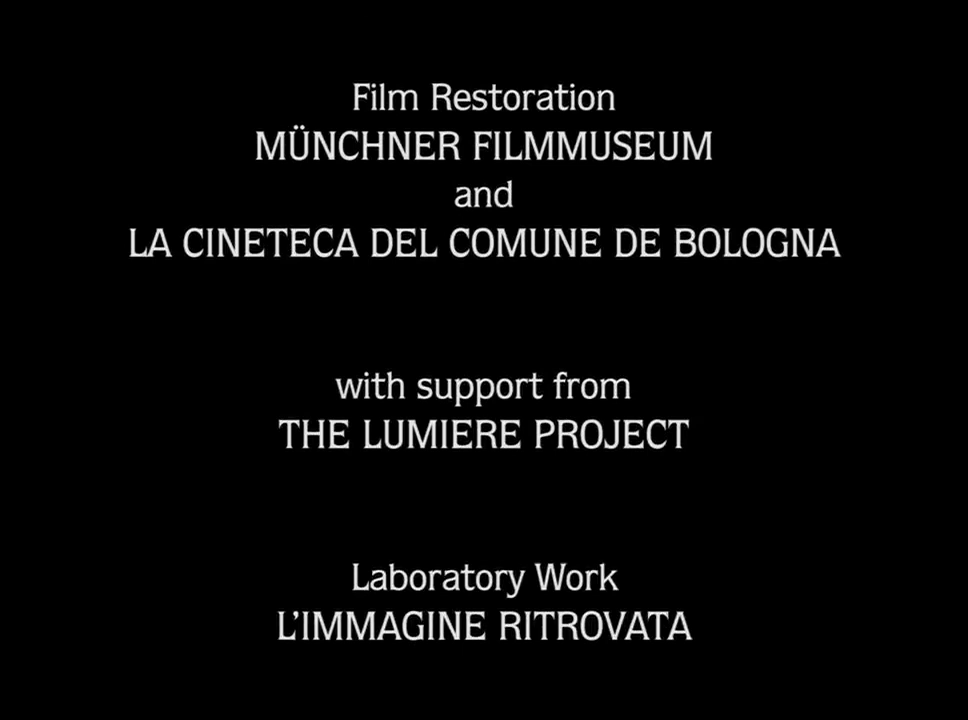 Film Restoration
MÜNCHNER FILMMUSEUM
and
LA CINETECA DEL COMUNE DE BOLOGNA
with support from
THE LUMIERE PROJECT
Laboratory Work
L'IMMAGINE RITROVATA